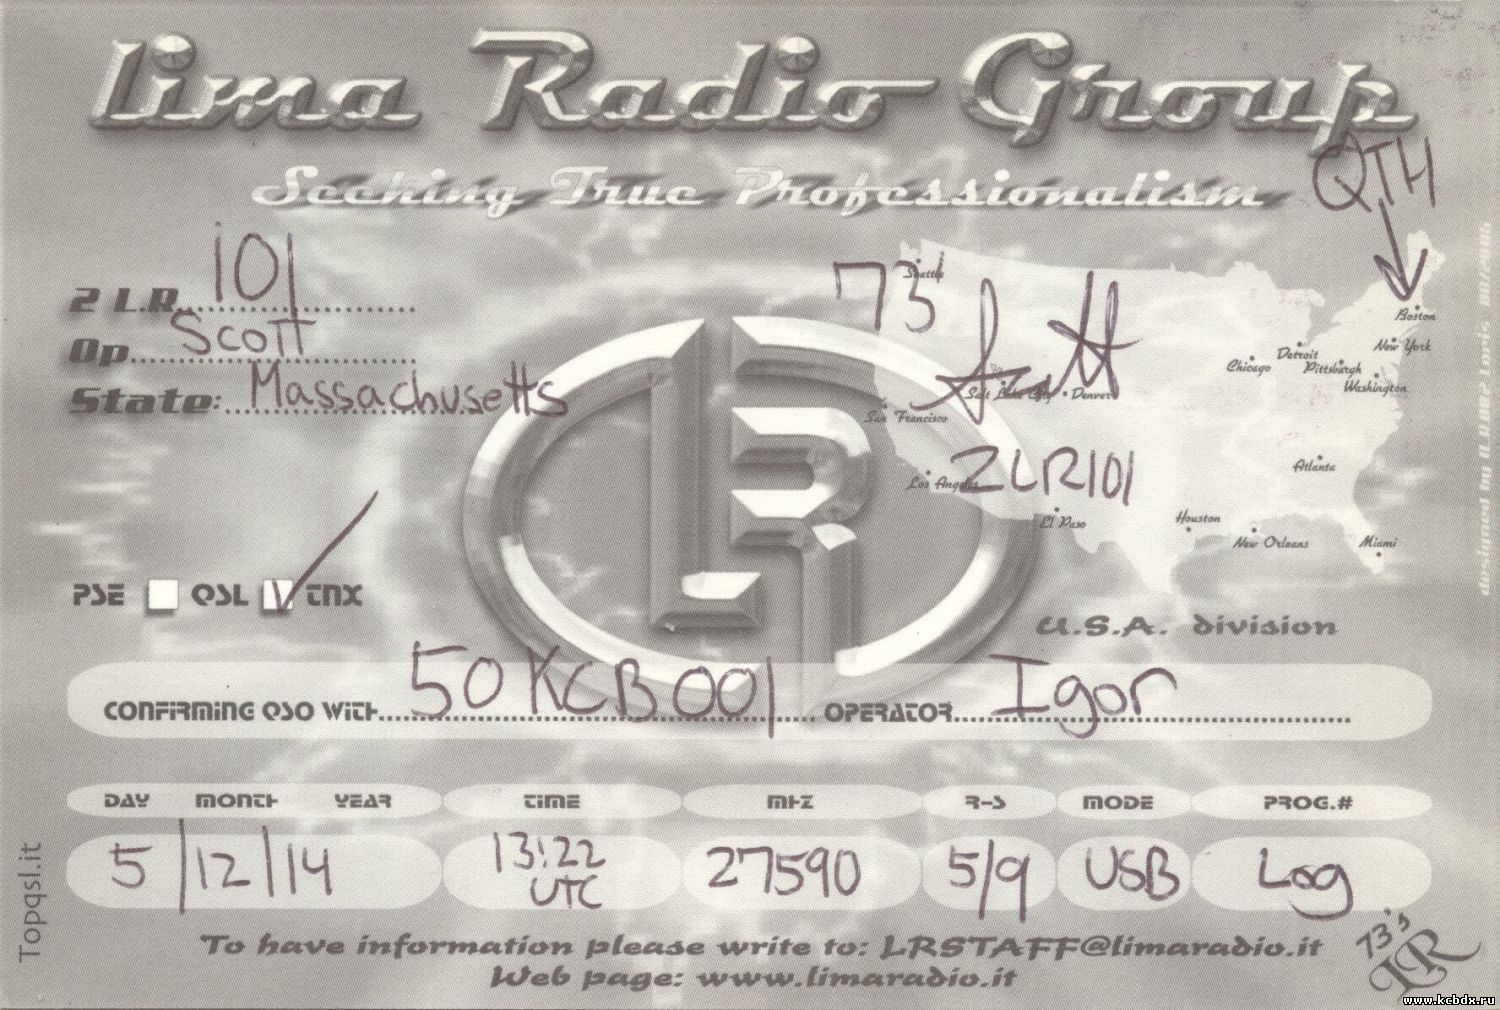 Lima Radio Group
Seeking True Professionalism
QTH
2 L.R. 101
Op. Scott
State: Massachusetts
73'
Scott
2LR101
Seattle
Salt Lake City
Denver
San Francisco
Los Angeles
El Paso
Houston
New Orleans
Miami
Atlanta
Chicago
Detroit
Pittsburgh
Washington
New York
Boston
PSE QSL TNX
LR
U.S.A. division
CONFIRMING QSO WITH 50KCB001 OPERATOR Igor
DAY MONTH YEAR TIME MHZ R-S MODE PROG.#
5/12/14 13:22 UTC 27590 5/9 USB Log
To have information please write to: LRSTAFF@limaradio.it
Web page: www.limaradio.it
73's
LR
Topqsl.it
www.kcbdx.ru